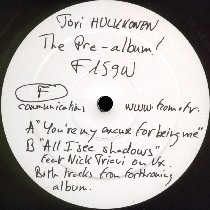 Jori HULKKONEN
The Pre-album!
F 159W
F
communications www.fcom.fr.
A "You're my excuse for being me"
B "All I see shadows"
feat Nick Triani on Vx.
Both tracks from forthcoming
album.